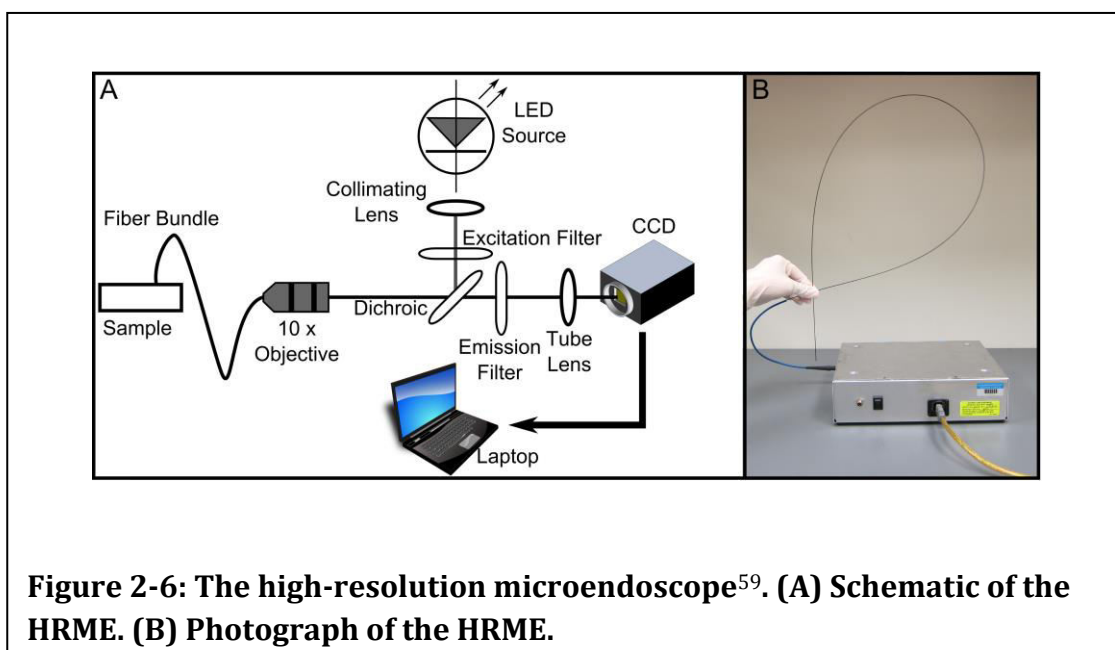 A
LED
Source
Collimating
Lens
Fiber Bundle
Excitation Filter
CCD
Sample
10 x
Objective
Dichroic
Emission
Filter
Tube
Lens
Laptop
B
Figure 2-6: The high-resolution microendoscope59. (A) Schematic of the
HRME. (B) Photograph of the HRME.